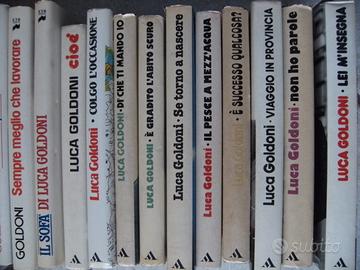 GOLDONI Sempre meglio che lavorare
IL SOFA' DI LUCA GOLDONI
LUCA GOLDONI cioè
Luca Goldoni • COLGO L'OCCASIONE
LUCA GOLDONI • DI CHE TI MANDO IO
LUCA GOLDONI • È GRADITO L'ABITO SCURO
Luca Goldoni • Se torno a nascere
Luca Goldoni • IL PESCE A MEZZ'ACQUA
Luca Goldoni • È SUCCESSO QUALCOSA?
Luca Goldoni • VIAGGIO IN PROVINCIA
Luca Goldoni • non ho parole
LUCA GOLDONI • LEI M'INSEGNA
subito